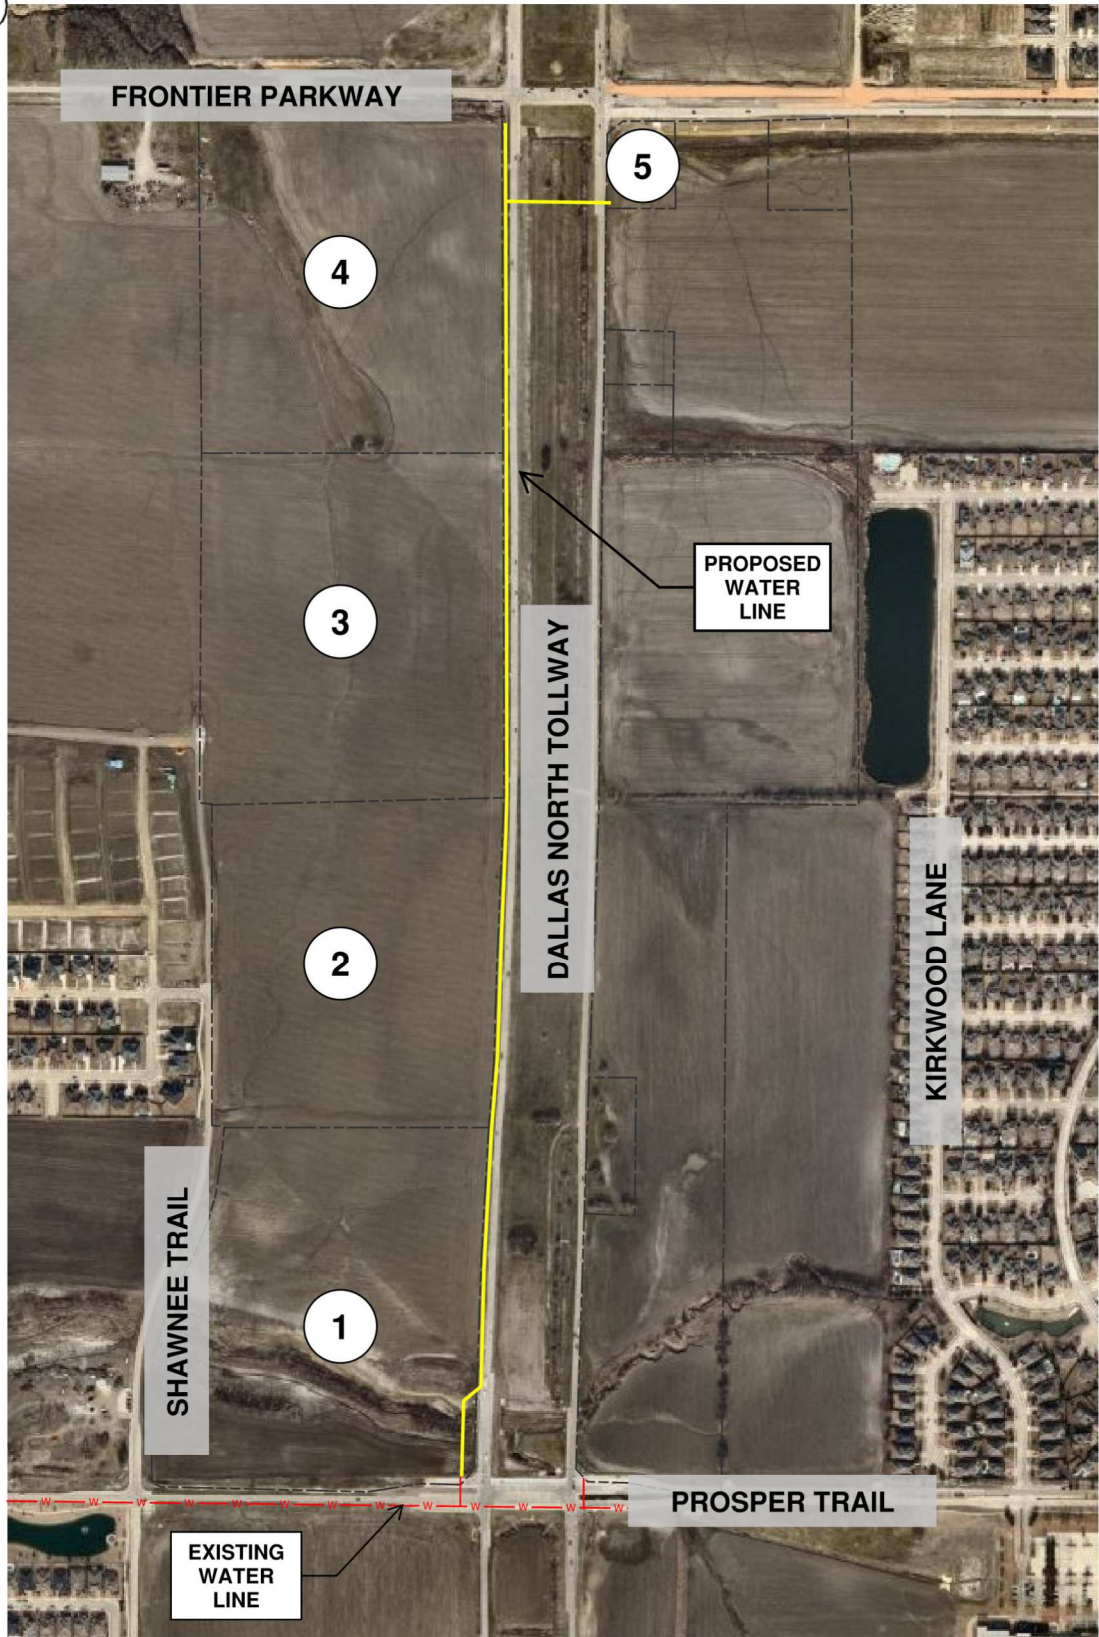 FRONTIER PARKWAY
5
4
PROPOSED
WATER
LINE
3
DALLAS NORTH TOLLWAY
2
KIRKWOOD LANE
SHAWNEE TRAIL
1
W W W W W W W W W W W W W
PROSPER TRAIL
EXISTING
WATER
LINE